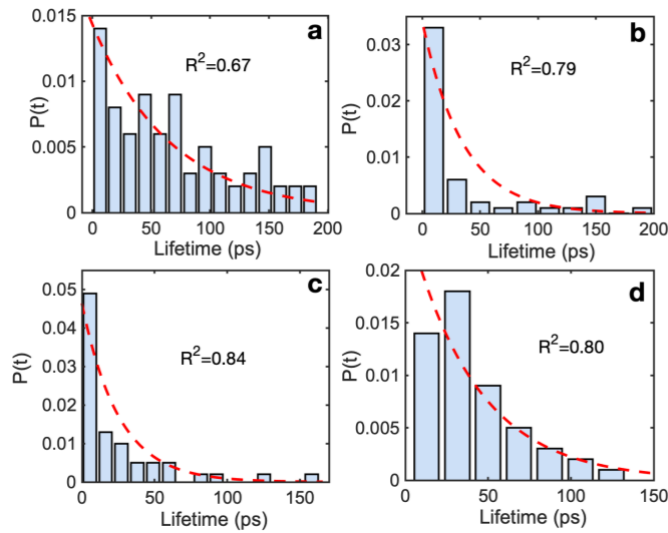 a
R²=0.67
P(t)
0.015
0.01
0.005
0
0 50 100 150 200
Lifetime (ps)
b
R²=0.79
P(t)
0.03
0.02
0.01
0
0 50 100 150 200
Lifetime (ps)
c
R²=0.84
P(t)
0.05
0.04
0.03
0.02
0.01
0
0 50 100 150
Lifetime (ps)
d
R²=0.80
P(t)
0.02
0.015
0.01
0.005
0
0 50 100 150
Lifetime (ps)